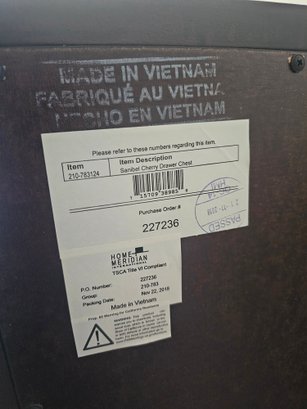 MADE IN VIETNAM
FABRIQUÉ AU VIETNA
HECHO EN VIETNAM
Please refer to these numbers regarding this item.
Item
Item Description
210-783124
Sanibel Cherry Drawer Chest
Purchase Order #
227236
PASSED
HOME
MERIDIAN
INTERNATIONAL
TSCA Title VI Compliant
P.O. Number:
227236
Group:
210-783
Nov 22, 2018
Made in Vietnam